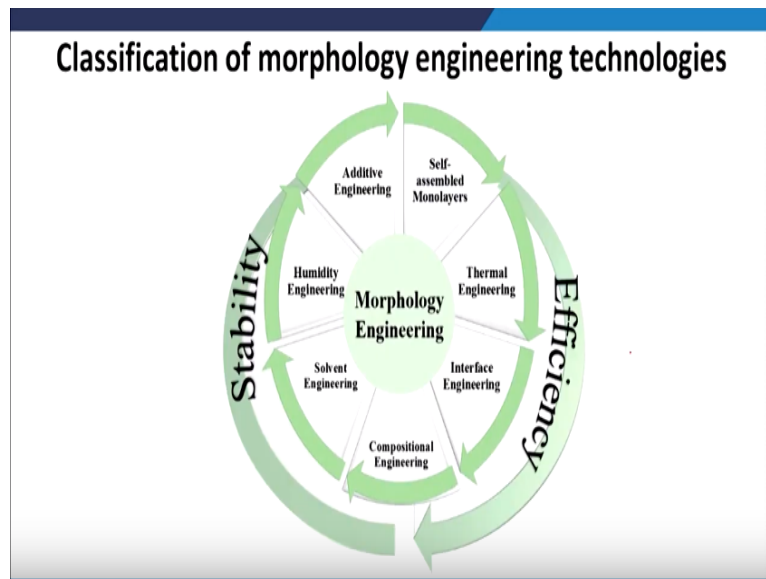 Classification of morphology engineering technologies
Additive
Engineering
Self-
assembled
Monolayers
Humidity
Engineering
Morphology
Engineering
Thermal
Engineering
Stability
Efficiency
Solvent
Engineering
Interface
Engineering
Compositional
Engineering